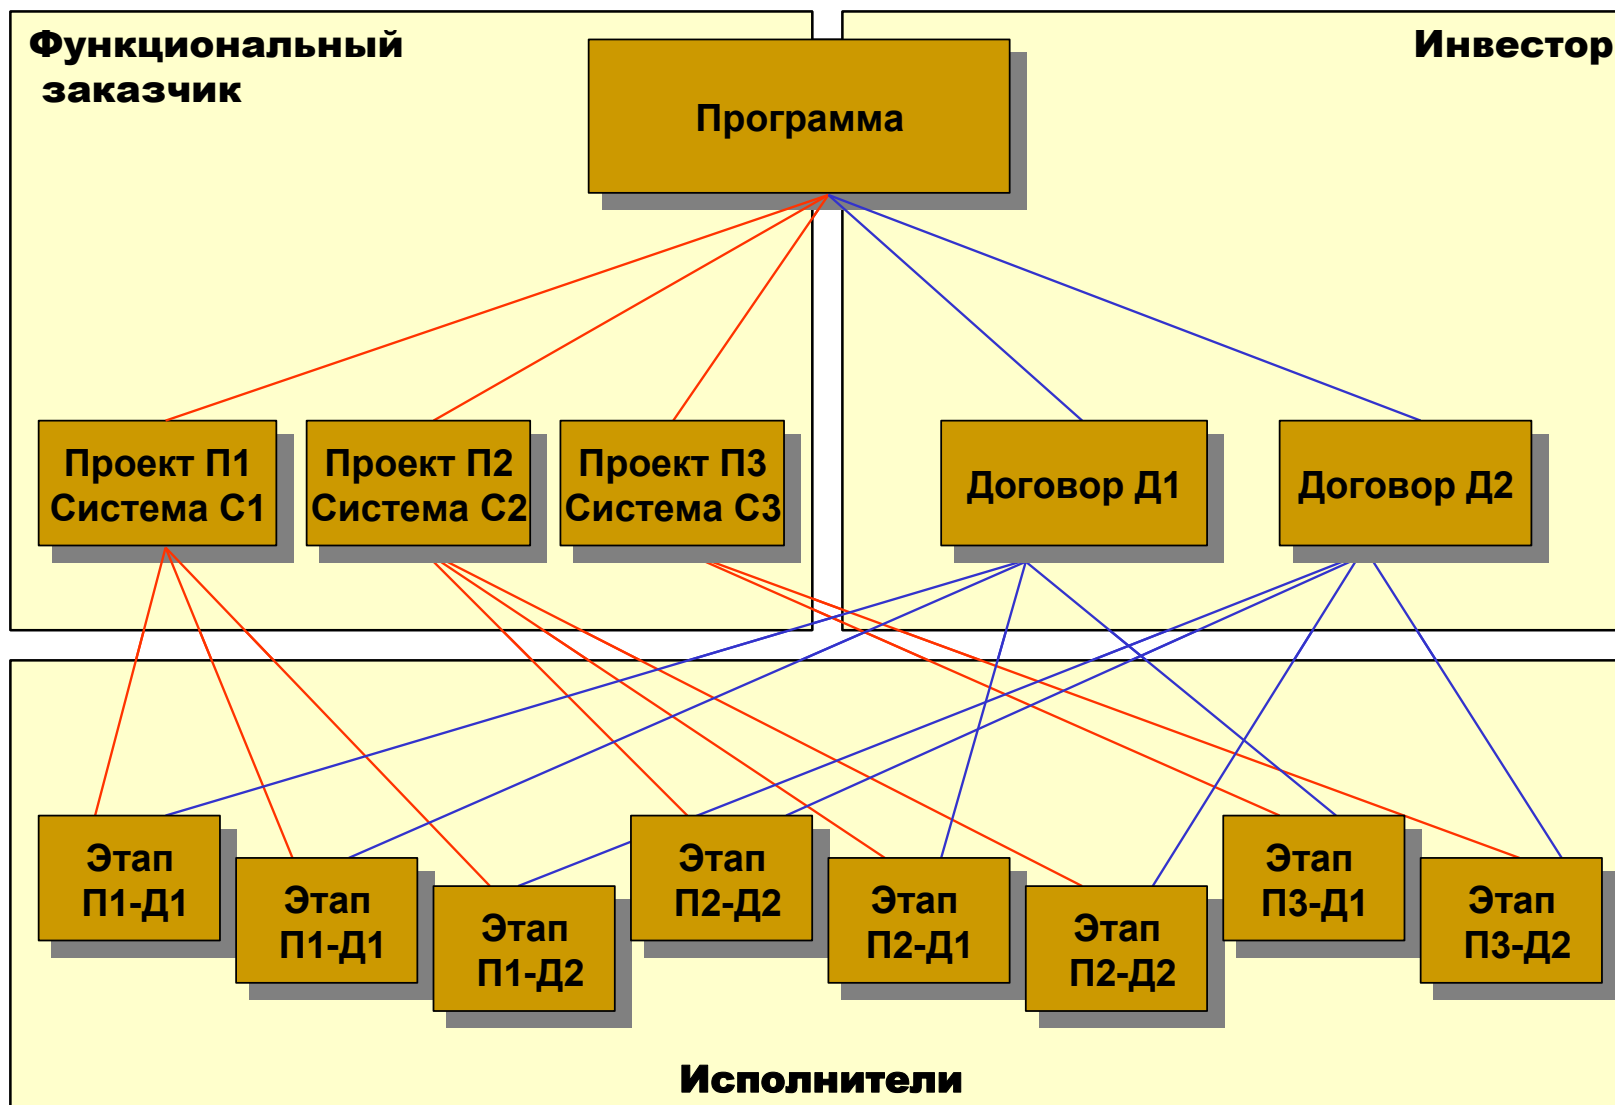 Функциональный
заказчик
Инвестор
Программа
Проект П1
Система С1
Проект П2
Система С2
Проект П3
Система С3
Договор Д1
Договор Д2
Этап
П1-Д1
Этап
П1-Д1
Этап
П1-Д2
Этап
П2-Д2
Этап
П2-Д1
Этап
П2-Д2
Этап
П3-Д1
Этап
П3-Д2
Исполнители